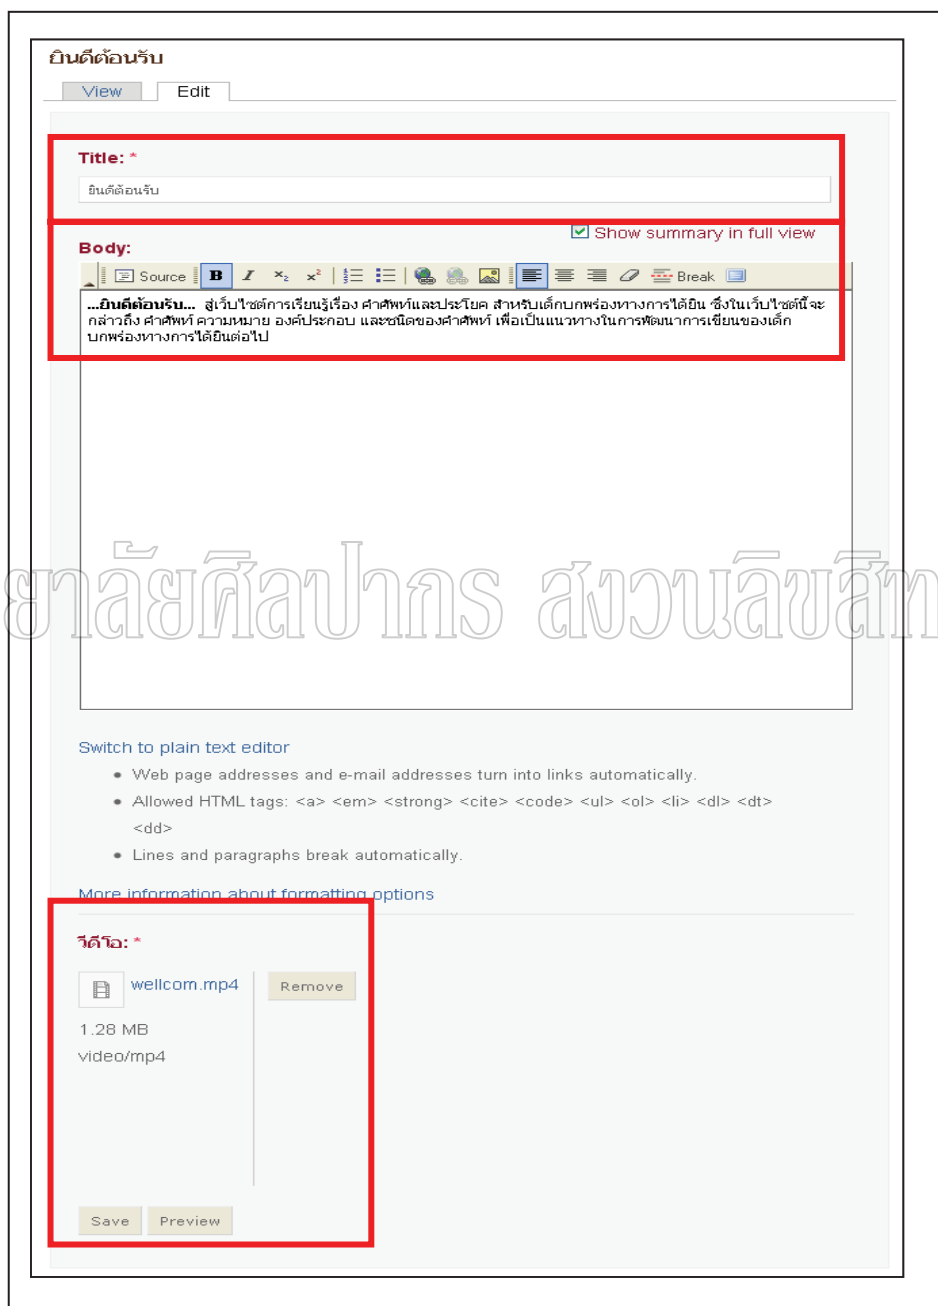 ยินดีต้อนรับ
View Edit
Title: *
ยินดีต้อนรับ
Show summary in full view
Body:
Source B I ×₂ ×² Break
...ยินดีต้อนรับ... สู่เว็บไซต์การเรียนรู้เรื่อง คำศัพท์และประโยค สำหรับเด็กบกพร่องทางการได้ยิน ซึ่งในเว็บไซต์นี้จะ
กล่าวถึง คำศัพท์ ความหมาย องค์ประกอบ และชนิดของคำศัพท์ เพื่อเป็นแนวทางในการพัฒนาการเขียนของเด็ก
บกพร่องทางการได้ยินต่อไป
ยาลัยศิลปากร สงวนลิขสิท
Switch to plain text editor
• Web page addresses and e-mail addresses turn into links automatically.
• Allowed HTML tags: <a> <em> <strong> <cite> <code> <ul> <ol> <li> <dl> <dt>
<dd>
• Lines and paragraphs break automatically.
More information about formatting options
วีดีโอ: *
wellcom.mp4 Remove
1.28 MB
video/mp4
Save Preview